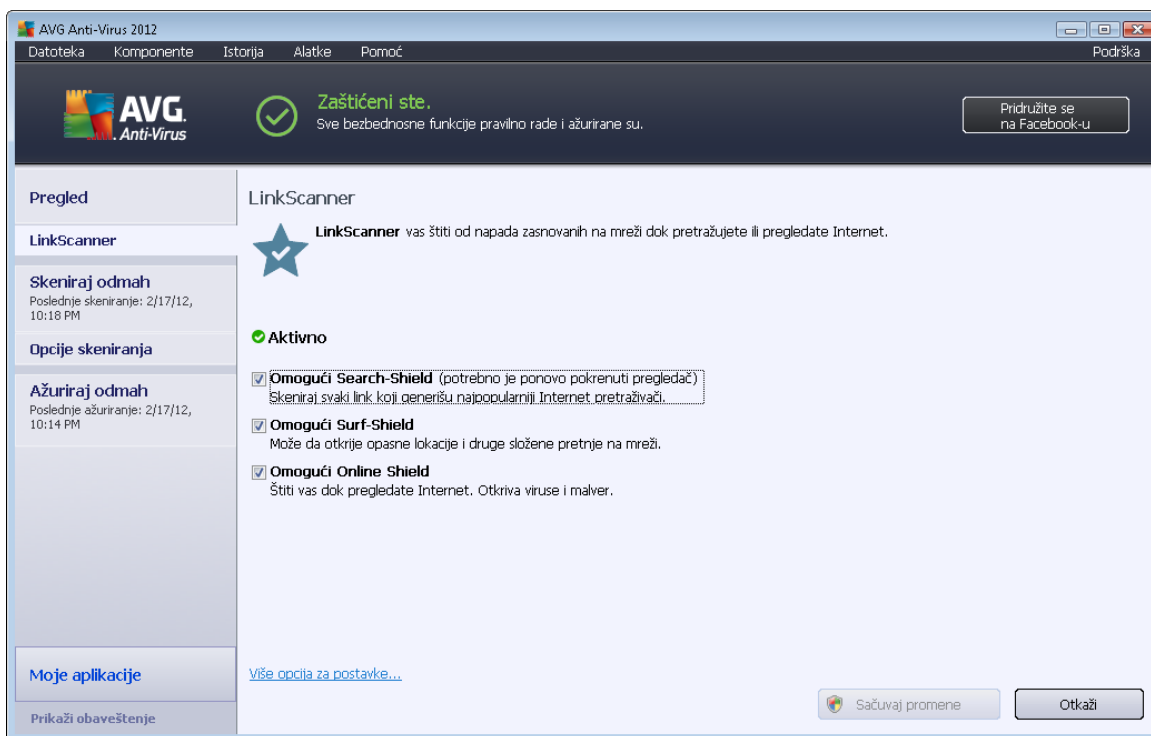 AVG Anti-Virus 2012
Datoteka Komponente Istorija Alatke Pomoć Podrška
AVG.
Anti-Virus
Zaštićeni ste.
Sve bezbednosne funkcije pravilno rade i ažurirane su.
Pridružite se
na Facebook-u
Pregled
LinkScanner
Skeniraj odmah
Poslednje skeniranje: 2/17/12,
10:18 PM
Opcije skeniranja
Ažuriraj odmah
Poslednje ažuriranje: 2/17/12,
10:14 PM
Moje aplikacije
Prikaži obaveštenje
LinkScanner
LinkScanner vas štiti od napada zasnovanih na mreži dok pretražujete ili pregledate Internet.
Aktivno
Omogući Search-Shield (potrebno je ponovo pokrenuti pregledač)
Skeniraj svaki link koji generišu najpopularniji Internet pretraživači.
Omogući Surf-Shield
Može da otkrije opasne lokacije i druge složene pretnje na mreži.
Omogući Online Shield
Štiti vas dok pregledate Internet. Otkriva viruse i malver.
Više opcija za postavke...
Sačuvaj promene
Otkaži